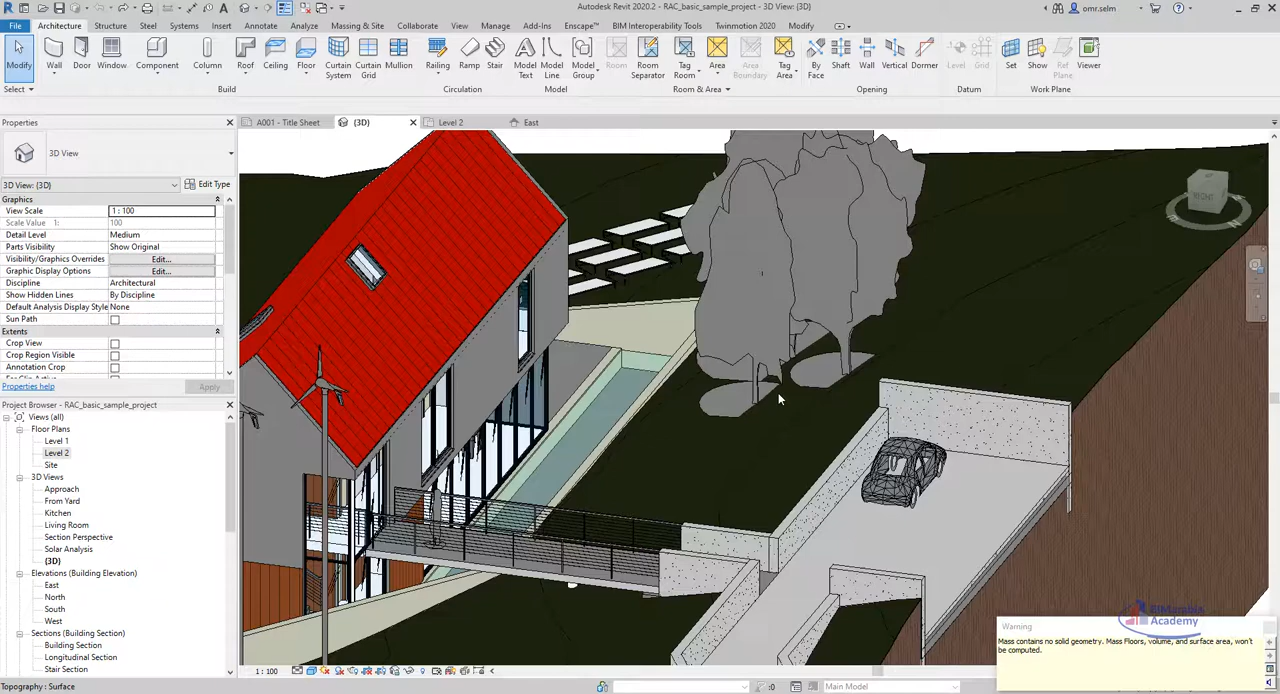 Autodesk Revit 2020.2 - RAC_basic_sample_project - 3D View: {3D}
omr.selm
File Architecture Structure Steel Systems Insert Annotate Analyze Massing & Site Collaborate View Manage Add-Ins Enscape™ BIM Interoperability Tools Twinmotion 2020 Modify
Modify Wall Door Window Component Column Roof Ceiling Floor Curtain System Curtain Grid Mullion Railing Ramp Stair Model Text Model Line Model Group Room Room Separator Tag Room Area Area Boundary Tag Area By Face Shaft Wall Vertical Dormer Level Grid Set Show Ref Plane Viewer
Select Build Circulation Model Room & Area Opening Datum Work Plane
Properties
A001 - Title Sheet {3D} Level 2 East
3D View
3D View: {3D} Edit Type
Graphics
View Scale 1 : 100
Scale Value 1: 100
Detail Level Medium
Parts Visibility Show Original
Visibility/Graphics Overrides Edit...
Graphic Display Options Edit...
Discipline Architectural
Show Hidden Lines By Discipline
Default Analysis Display Style None
Sun Path
Extents
Crop View
Crop Region Visible
Annotation Crop
Properties help Apply
Project Browser - RAC_basic_sample_project
Views (all)
Floor Plans
Level 1
Level 2
Site
3D Views
Approach
From Yard
Kitchen
Living Room
Section Perspective
Solar Analysis
{3D}
Elevations (Building Elevation)
East
North
South
West
Sections (Building Section)
Building Section
Longitudinal Section
Stair Section
RIGHT
BIMarabia
Academy
Warning
Mass contains no solid geometry. Mass Floors, volume, and surface area, won't
be computed.
1 : 100
Topography : Surface
:0
Main Model